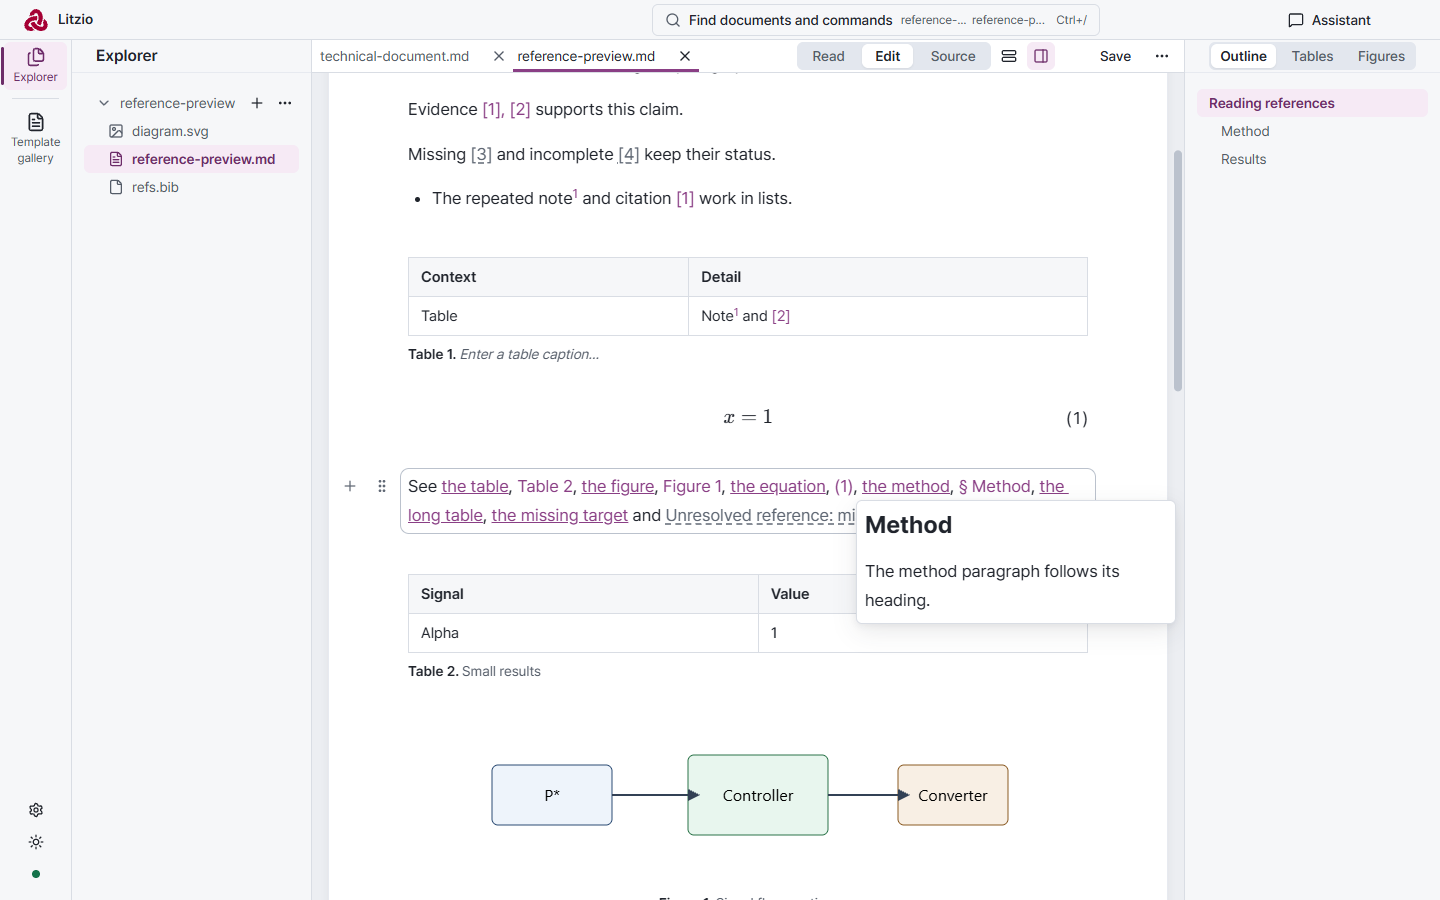 Litzio
Find documents and commands reference-... reference-p... Ctrl+/
Assistant
Explorer
Template
gallery
Explorer
reference-preview
diagram.svg
reference-preview.md
refs.bib
technical-document.md
reference-preview.md
Read Edit Source
Save
Evidence [1], [2] supports this claim.
Missing [3] and incomplete [4] keep their status.
• The repeated note1 and citation [1] work in lists.
Context Detail
Table Note1 and [2]
Table 1. Enter a table caption...
x = 1 (1)
See the table, Table 2, the figure, Figure 1, the equation, (1), the method, § Method, the
long table, the missing target and Unresolved reference: mi
Method
The method paragraph follows its
heading.
Signal Value
Alpha 1
Table 2. Small results
P* Controller Converter
Outline Tables Figures
Reading references
Method
Results